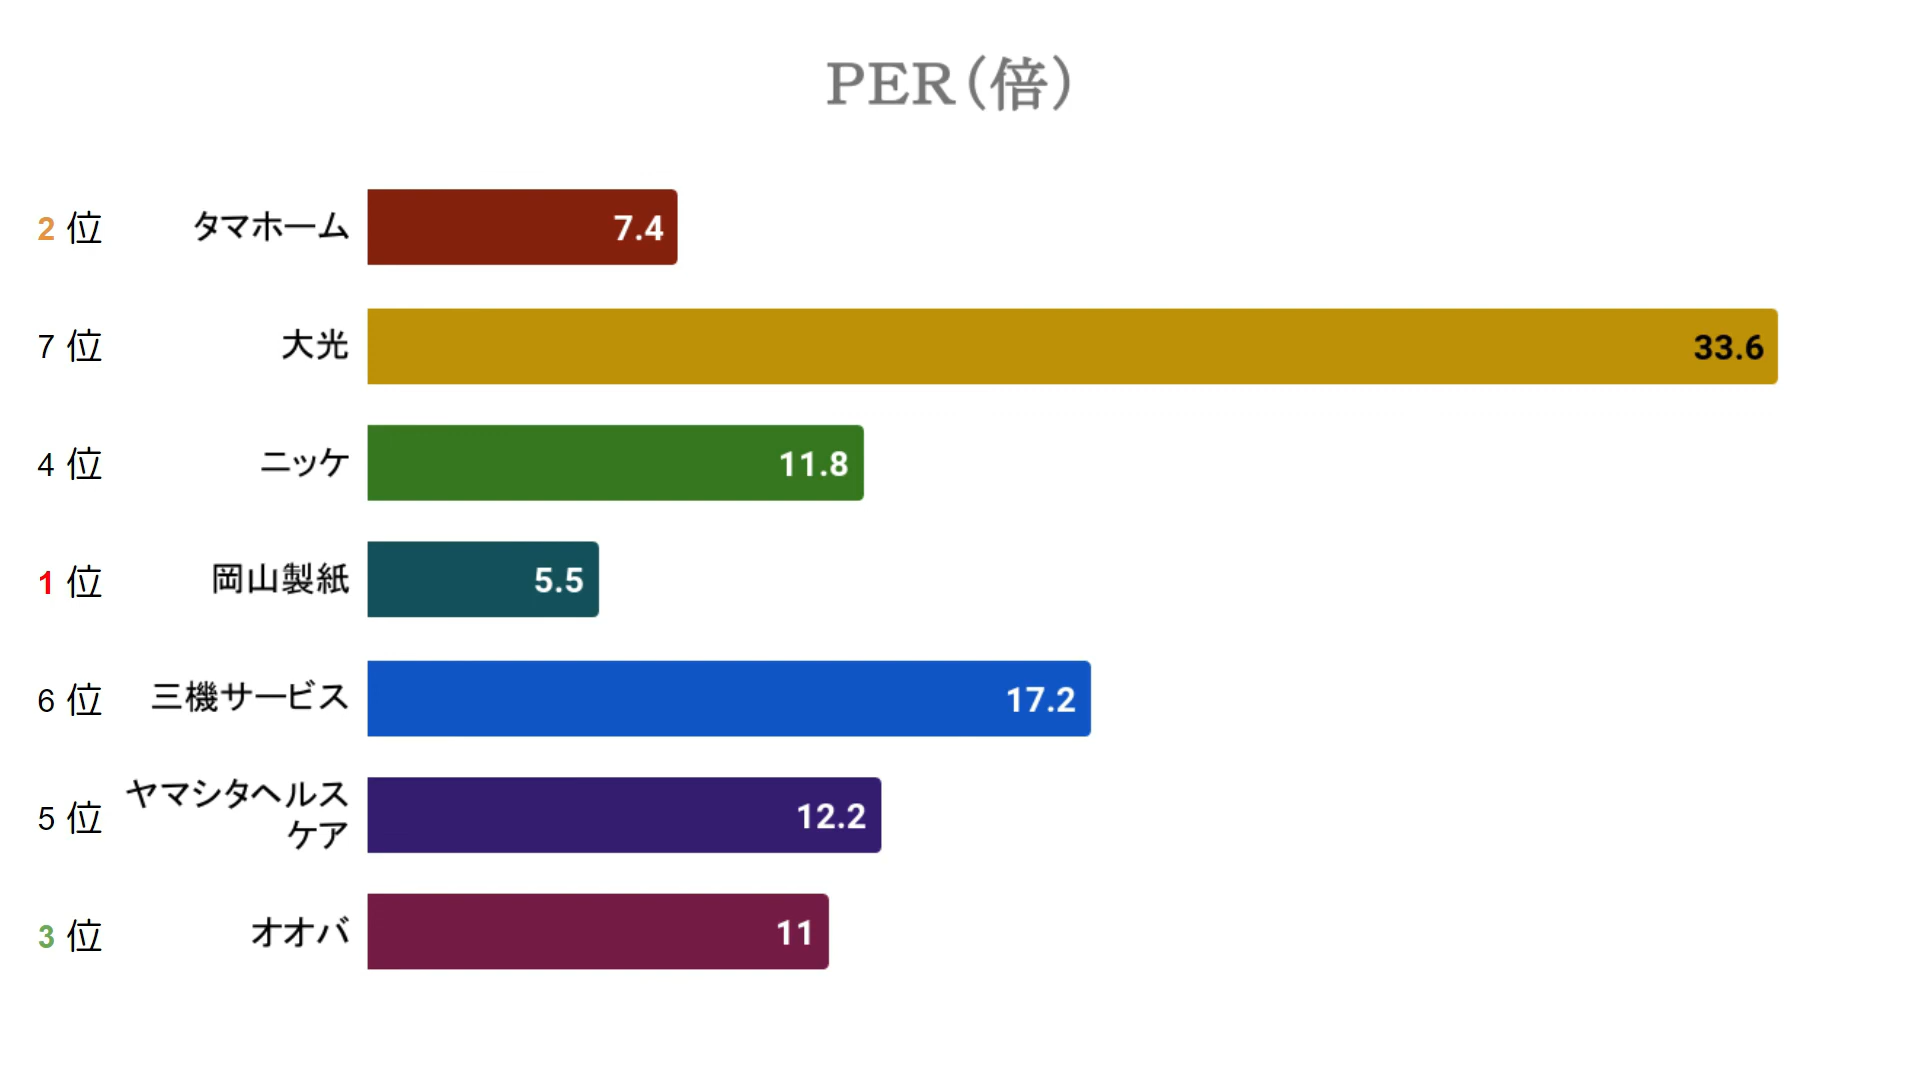 PER（倍）
2 位 タマホーム 7.4
7 位 大光 33.6
4 位 ニッケ 11.8
1 位 岡山製紙 5.5
6 位 三機サービス 17.2
5 位 ヤマシタヘルス
ケア 12.2
3 位 オオバ 11